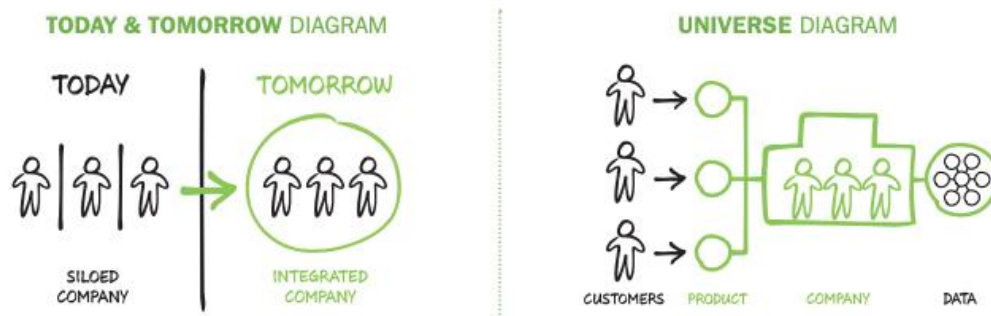 TODAY & TOMORROW DIAGRAM
TODAY
TOMORROW
SILOED
COMPANY
INTEGRATED
COMPANY
UNIVERSE DIAGRAM
CUSTOMERS
PRODUCT
COMPANY
DATA